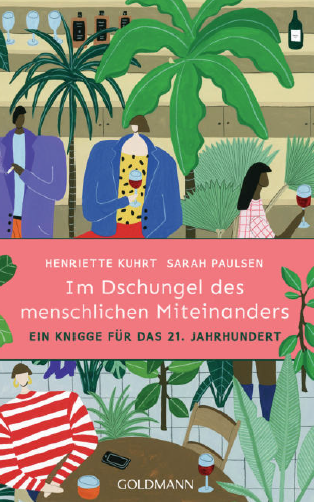 HENRIETTE KUHRT SARAH PAULSEN
Im Dschungel des
menschlichen Miteinanders
EIN KNIGGE FÜR DAS 21. JAHRHUNDERT
GOLDMANN